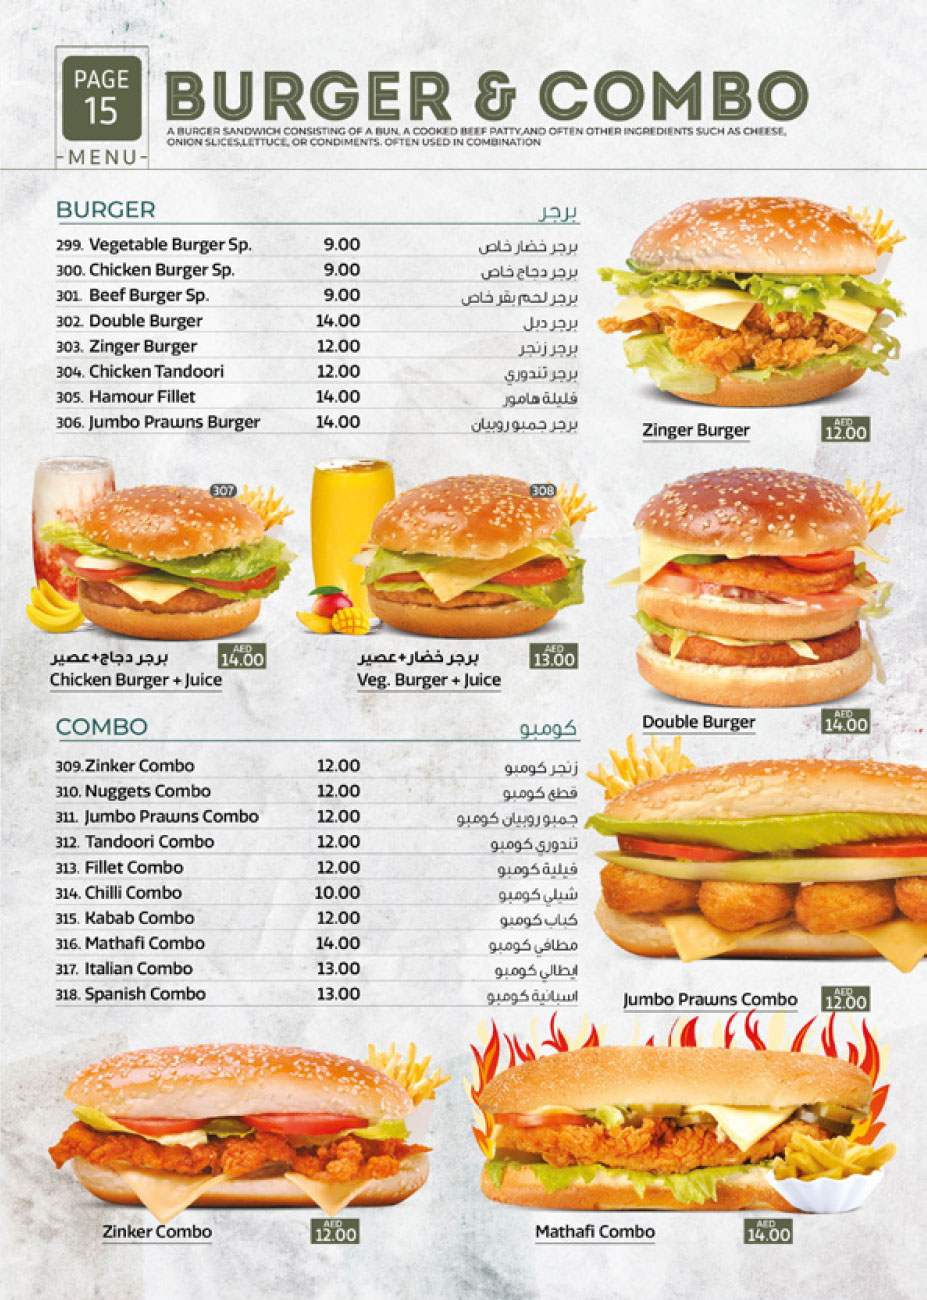 PAGE
15
-MENU-
BURGER & COMBO
A BURGER SANDWICH CONSISTING OF A BUN, A COOKED BEEF PATTY,AND OFTEN OTHER INGREDIENTS SUCH AS CHEESE,
ONION SLICES,LETTUCE, OR CONDIMENTS. OFTEN USED IN COMBINATION
BURGER برجر
299. Vegetable Burger Sp. 9.00 برجر خضار خاص
300. Chicken Burger Sp. 9.00 برجر دجاج خاص
301. Beef Burger Sp. 9.00 برجر لحم بقر خاص
302. Double Burger 14.00 برجر دبل
303. Zinger Burger 12.00 برجر زنجر
304. Chicken Tandoori 12.00 برجر تندوري
305. Hamour Fillet 14.00 فليلة هامور
306. Jumbo Prawns Burger 14.00 برجر جمبو روبيان
Zinger Burger AED 12.00
307
برجر دجاج+عصير
Chicken Burger + Juice
AED
14.00
308
برجر خضار+عصير
Veg. Burger + Juice
AED
13.00
Double Burger AED 14.00
COMBO كومبو
309.Zinker Combo 12.00 زنجر كومبو
310. Nuggets Combo 12.00 قطع كومبو
311. Jumbo Prawns Combo 12.00 جمبو روبيان كومبو
312. Tandoori Combo 12.00 تندوري كومبو
313. Fillet Combo 12.00 فيلية كومبو
314. Chilli Combo 10.00 شيلي كومبو
315. Kabab Combo 12.00 كباب كومبو
316. Mathafi Combo 14.00 مطافي كومبو
317. Italian Combo 13.00 ايطالي كومبو
318. Spanish Combo 13.00 اسبانية كومبو
Jumbo Prawns Combo AED 12.00
Zinker Combo AED 12.00
Mathafi Combo AED 14.00